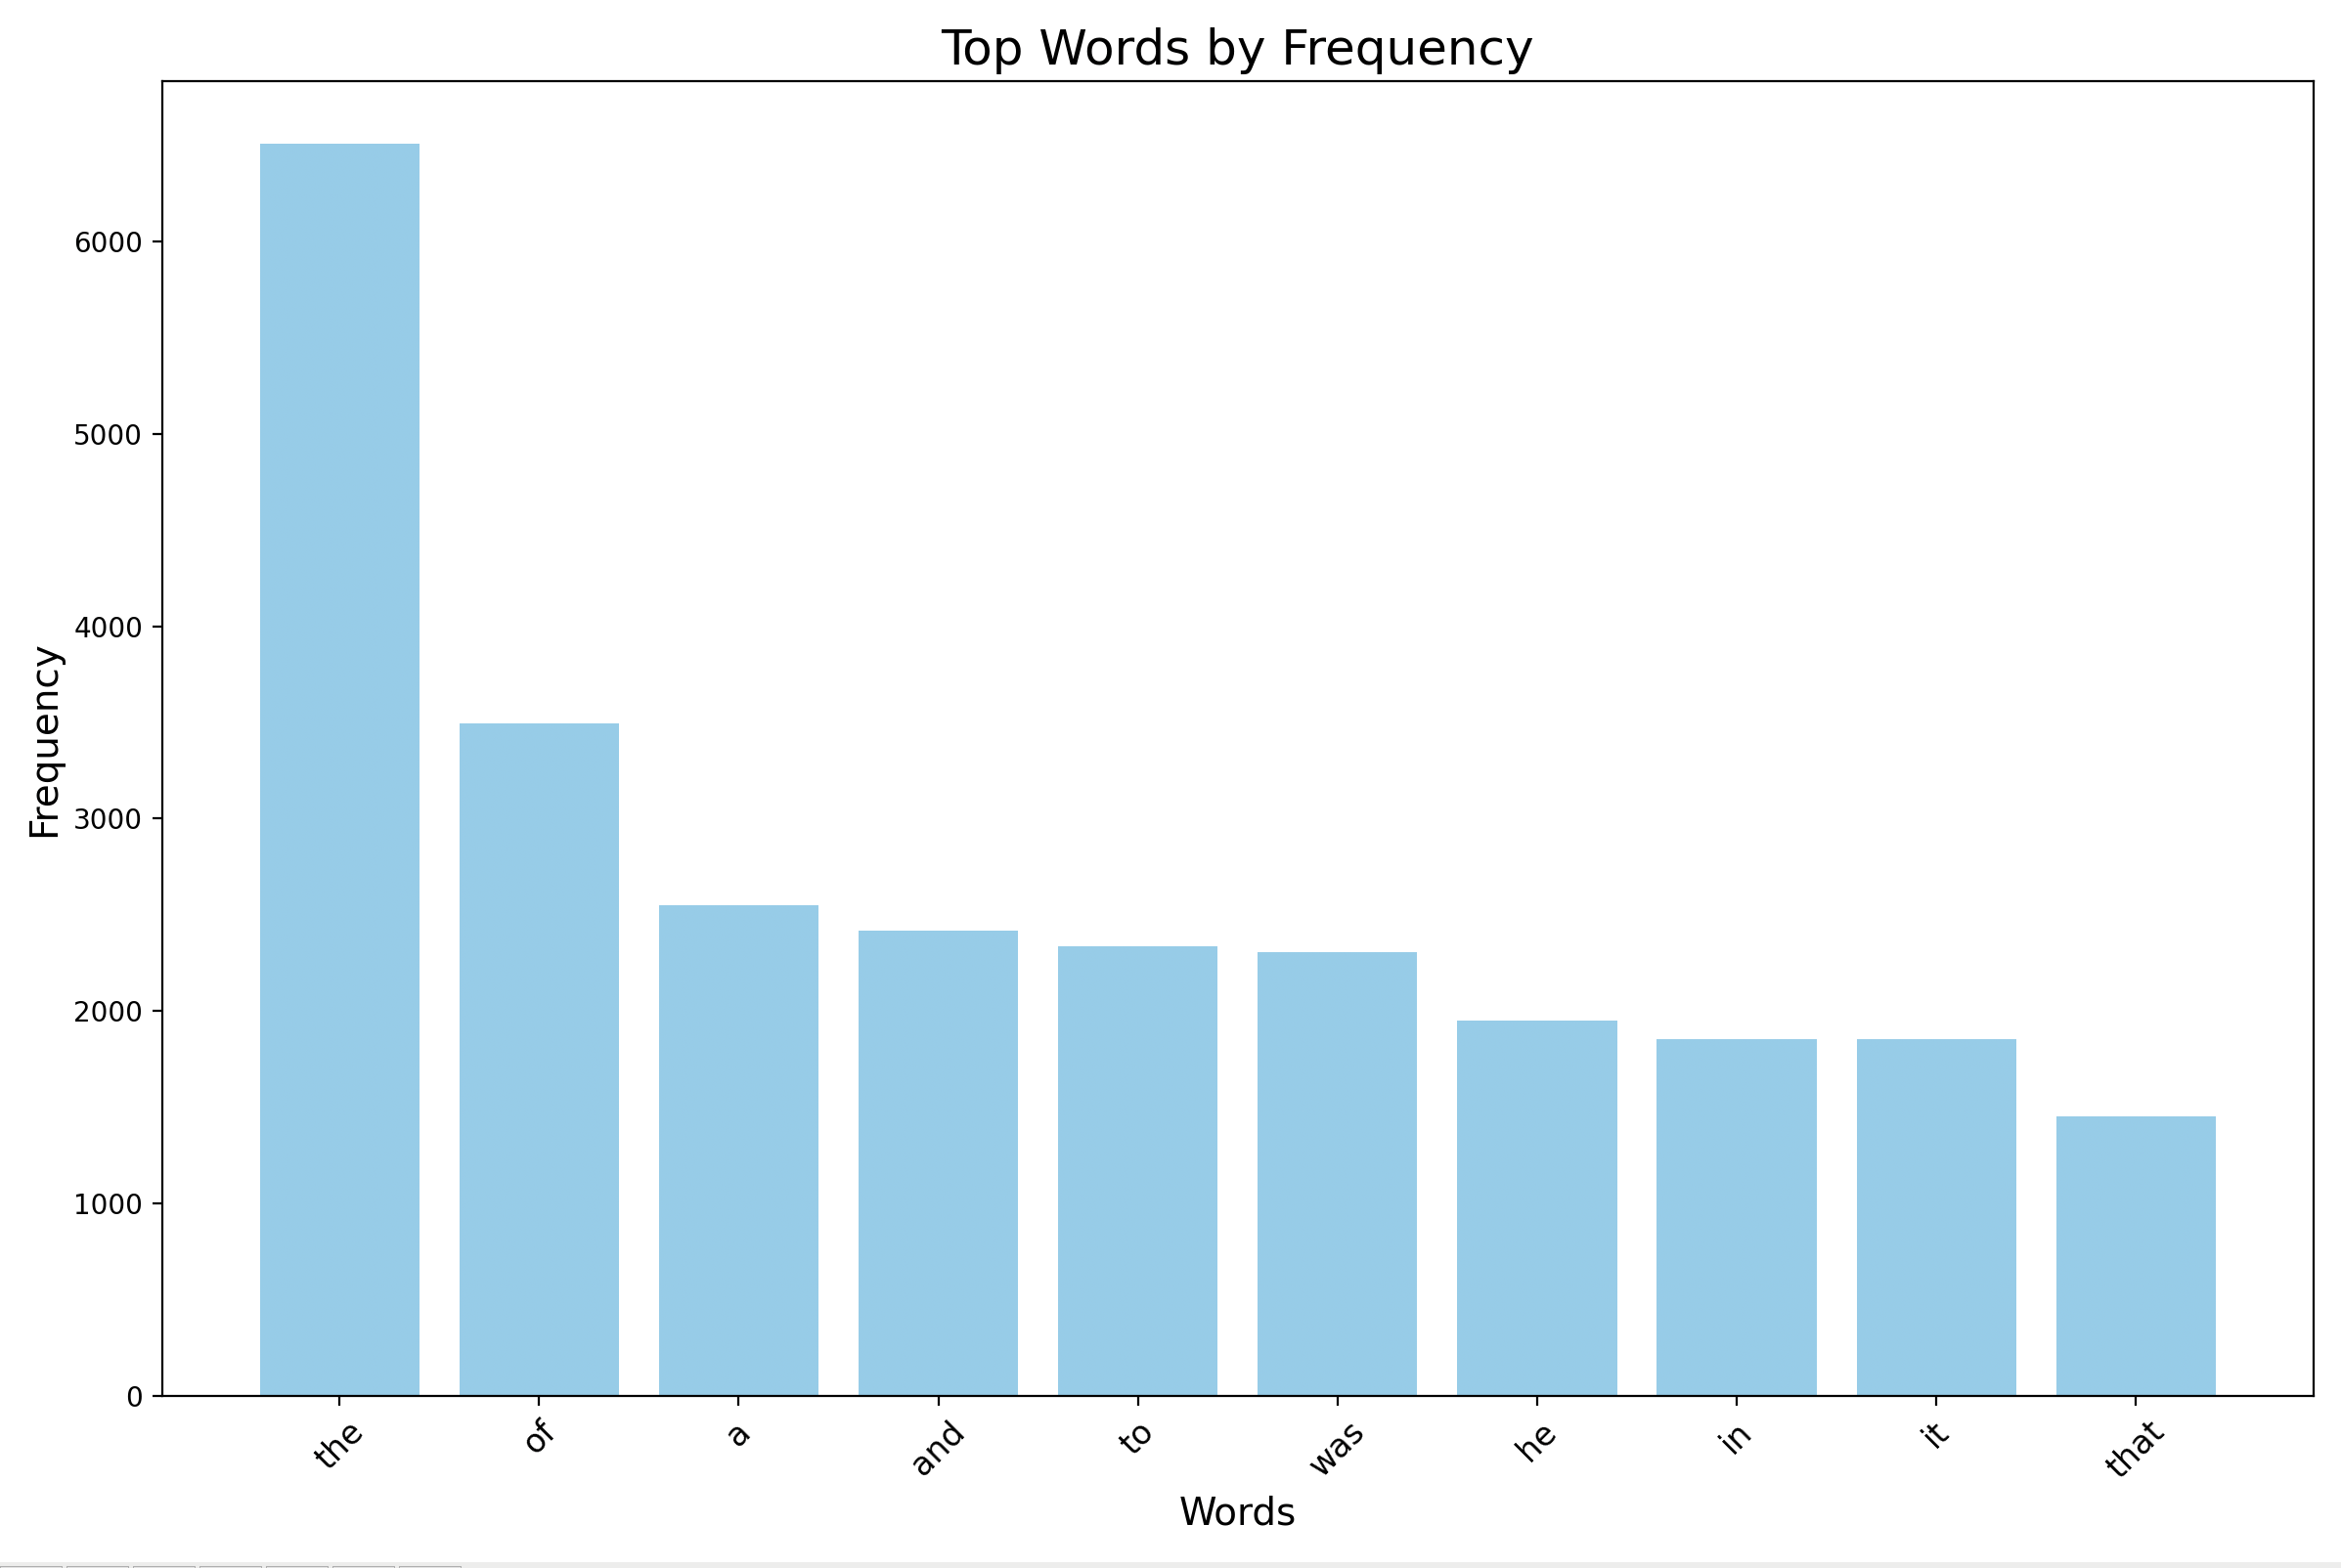 Top Words by Frequency
Frequency
6000
5000
4000
3000
2000
1000
0
the
of
a
and
to
was
he
in
it
that
Words